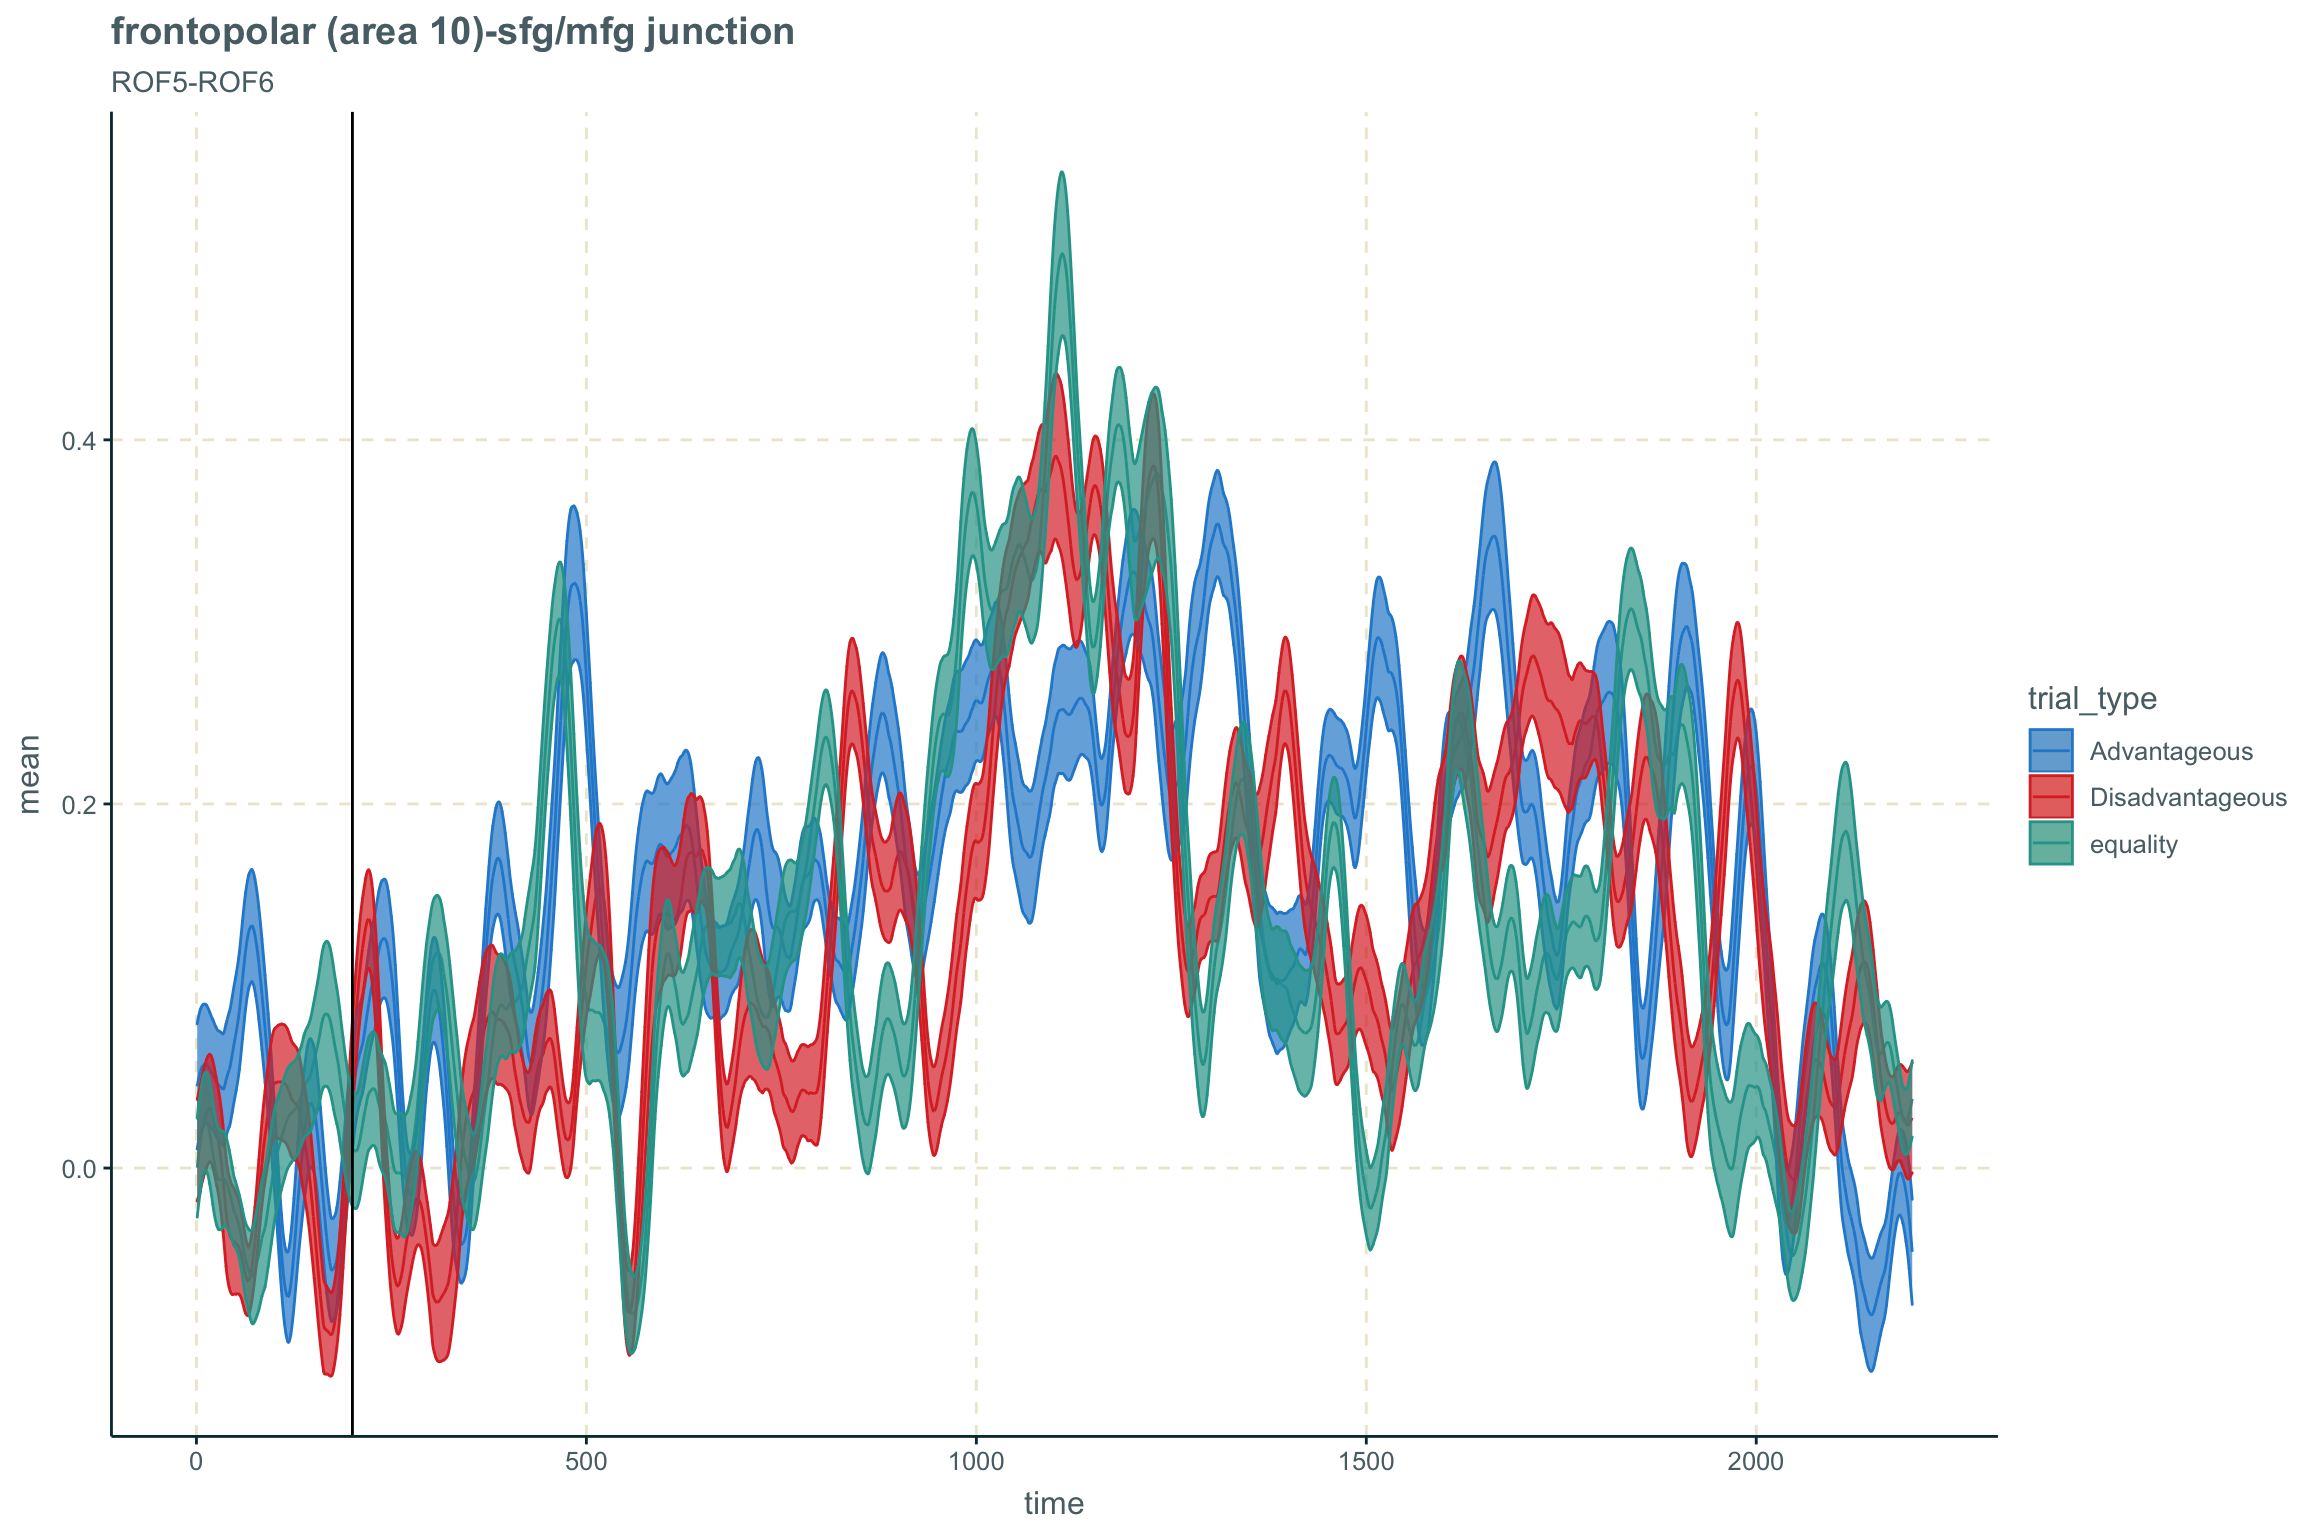 frontopolar (area 10)-sfg/mfg junction
ROF5-ROF6
mean
0.4
0.2
0.0
0
500
1000
1500
2000
time
trial_type
Advantageous
Disadvantageous
equality